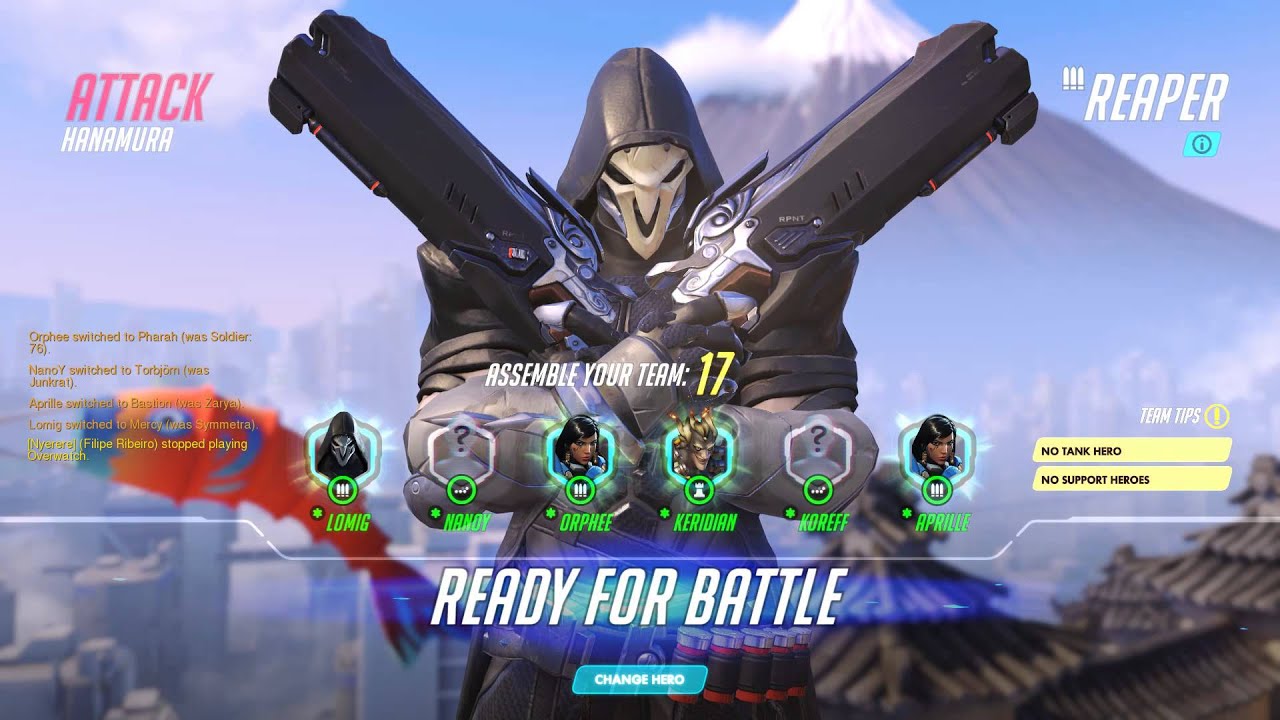 ATTACK
HANAMURA
REAPER
RPNT
Orphee switched to Pharah (was Soldier:
76).
NanoY switched to Torbjörn (was
Junkrat).
Aprille switched to Bastion (was Zarya).
Lomig switched to Mercy (was Symmetra).
[Nyerere] (Filipe Ribeiro) stopped playing
Overwatch.
ASSEMBLE YOUR TEAM: 17
TEAM TIPS
NO TANK HERO
NO SUPPORT HEROES
? ?
* LOMIG * NANOY * ORPHEE * KERIDIAN * KOREFF * APRILLE
READY FOR BATTLE
CHANGE HERO